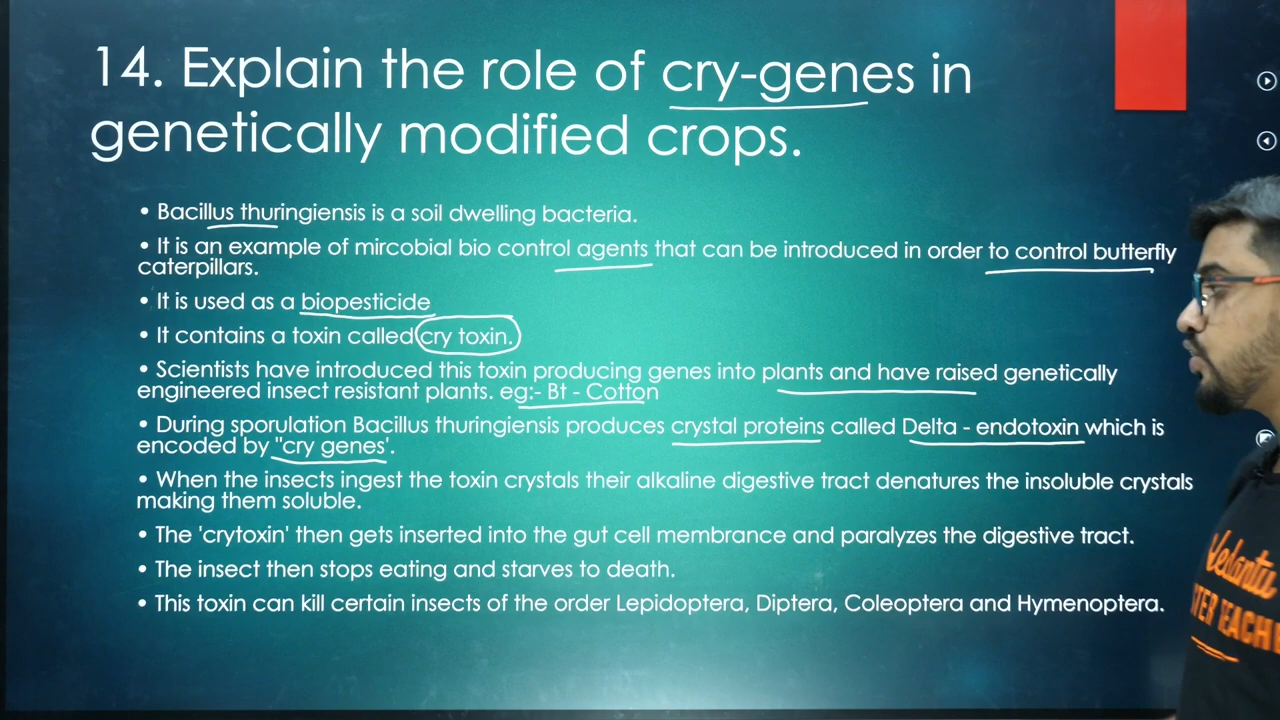 14. Explain the role of cry-genes in
genetically modified crops.
• Bacillus thuringiensis is a soil dwelling bacteria.
• It is an example of mircobial bio control agents that can be introduced in order to control butterfly
caterpillars.
• It is used as a biopesticide
• It contains a toxin called cry toxin.
• Scientists have introduced this toxin producing genes into plants and have raised genetically
engineered insect resistant plants. eg:- Bt - Cotton
• During sporulation Bacillus thuringiensis produces crystal proteins called Delta - endotoxin which is
encoded by "cry genes'.
• When the insects ingest the toxin crystals their alkaline digestive tract denatures the insoluble crystals
making them soluble.
• The 'crytoxin' then gets inserted into the gut cell membrance and paralyzes the digestive tract.
• The insect then stops eating and starves to death.
• This toxin can kill certain insects of the order Lepidoptera, Diptera, Coleoptera and Hymenoptera.
Vedantu